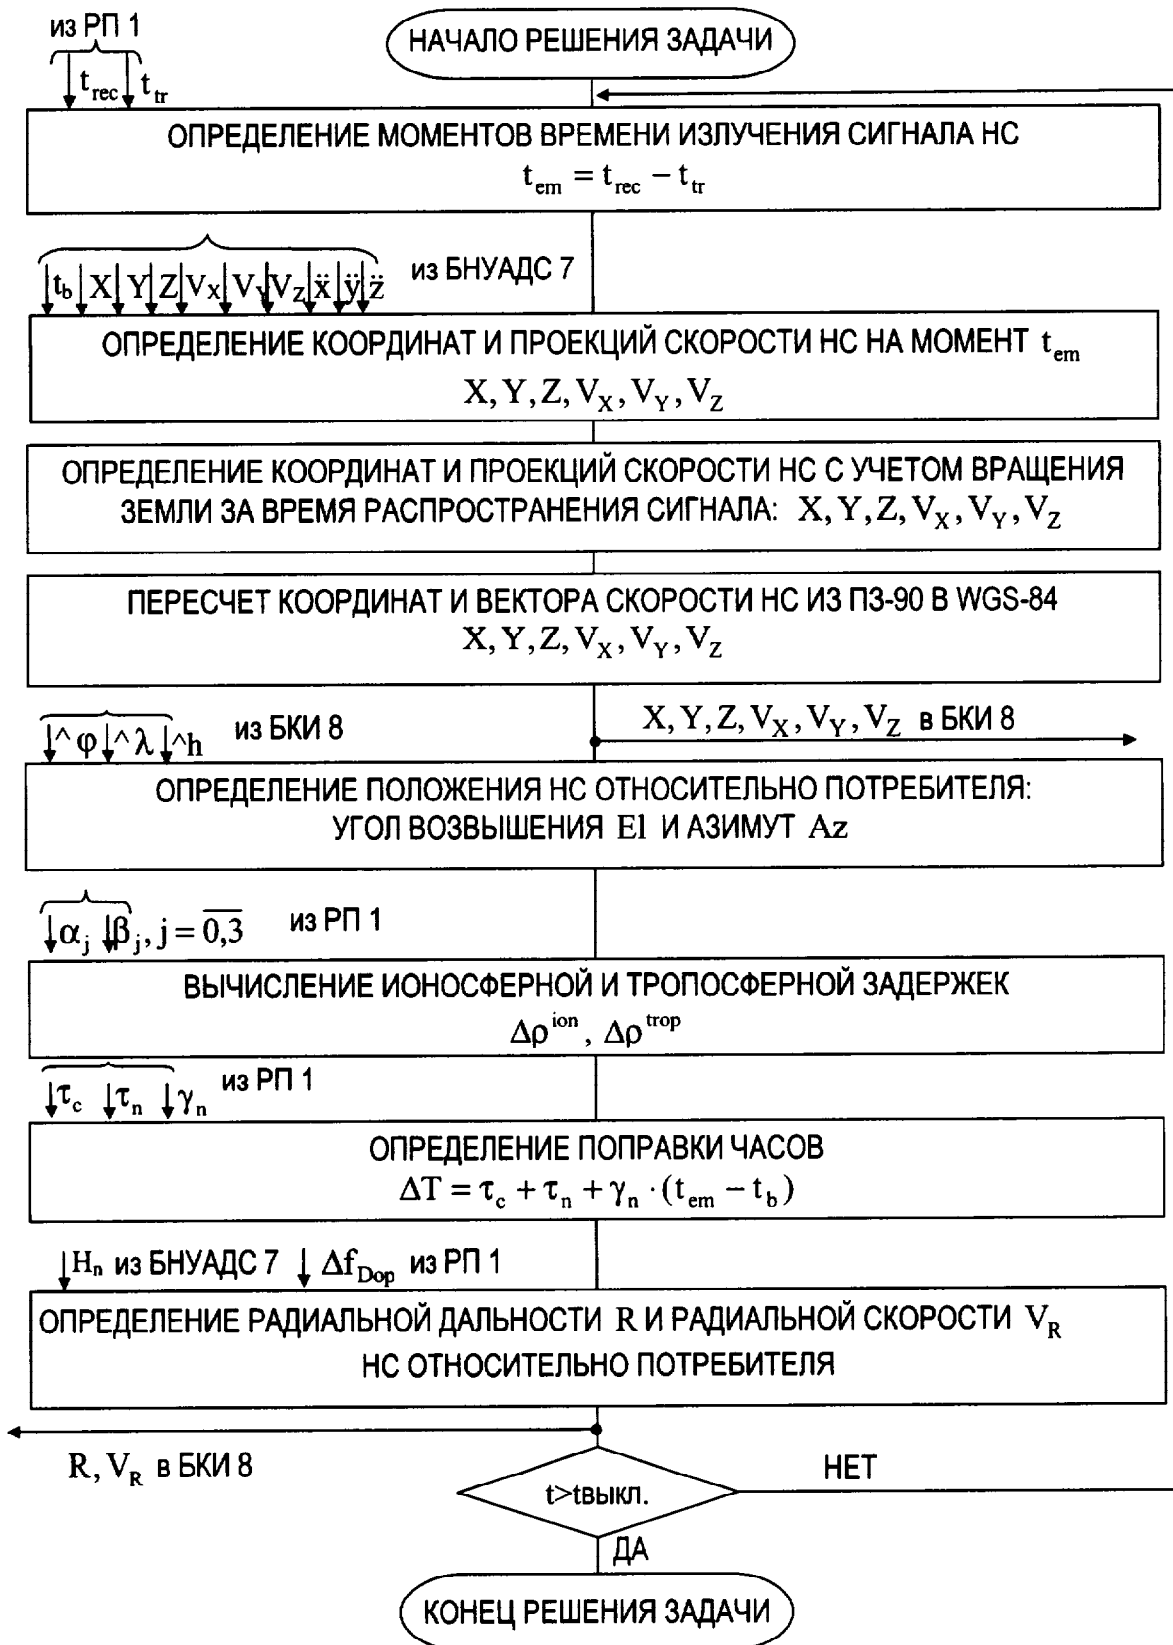 из РП 1
НАЧАЛО РЕШЕНИЯ ЗАДАЧИ
t_rec t_tr
ОПРЕДЕЛЕНИЕ МОМЕНТОВ ВРЕМЕНИ ИЗЛУЧЕНИЯ СИГНАЛА НС
t_em = t_rec − t_tr
t_b X Y Z V_X V_Y V_Z ẍ ÿ z̈ из БНУАДС 7
ОПРЕДЕЛЕНИЕ КООРДИНАТ И ПРОЕКЦИЙ СКОРОСТИ НС НА МОМЕНТ t_em
X, Y, Z, V_X, V_Y, V_Z
ОПРЕДЕЛЕНИЕ КООРДИНАТ И ПРОЕКЦИЙ СКОРОСТИ НС С УЧЕТОМ ВРАЩЕНИЯ
ЗЕМЛИ ЗА ВРЕМЯ РАСПРОСТРАНЕНИЯ СИГНАЛА: X, Y, Z, V_X, V_Y, V_Z
ПЕРЕСЧЕТ КООРДИНАТ И ВЕКТОРА СКОРОСТИ НС ИЗ ПЗ-90 В WGS-84
X, Y, Z, V_X, V_Y, V_Z
^φ ^λ ^h из БКИ 8
X, Y, Z, V_X, V_Y, V_Z в БКИ 8
ОПРЕДЕЛЕНИЕ ПОЛОЖЕНИЯ НС ОТНОСИТЕЛЬНО ПОТРЕБИТЕЛЯ:
УГОЛ ВОЗВЫШЕНИЯ El И АЗИМУТ Az
α_j β_j, j = 0,3 из РП 1
ВЫЧИСЛЕНИЕ ИОНОСФЕРНОЙ И ТРОПОСФЕРНОЙ ЗАДЕРЖЕК
Δρ^ion, Δρ^trop
τ_c τ_n γ_n из РП 1
ОПРЕДЕЛЕНИЕ ПОПРАВКИ ЧАСОВ
ΔT = τ_c + τ_n + γ_n · (t_em − t_b)
H_n из БНУАДС 7 Δf_Dop из РП 1
ОПРЕДЕЛЕНИЕ РАДИАЛЬНОЙ ДАЛЬНОСТИ R И РАДИАЛЬНОЙ СКОРОСТИ V_R
НС ОТНОСИТЕЛЬНО ПОТРЕБИТЕЛЯ
R, V_R в БКИ 8
НЕТ
t>tВЫКЛ.
ДА
КОНЕЦ РЕШЕНИЯ ЗАДАЧИ